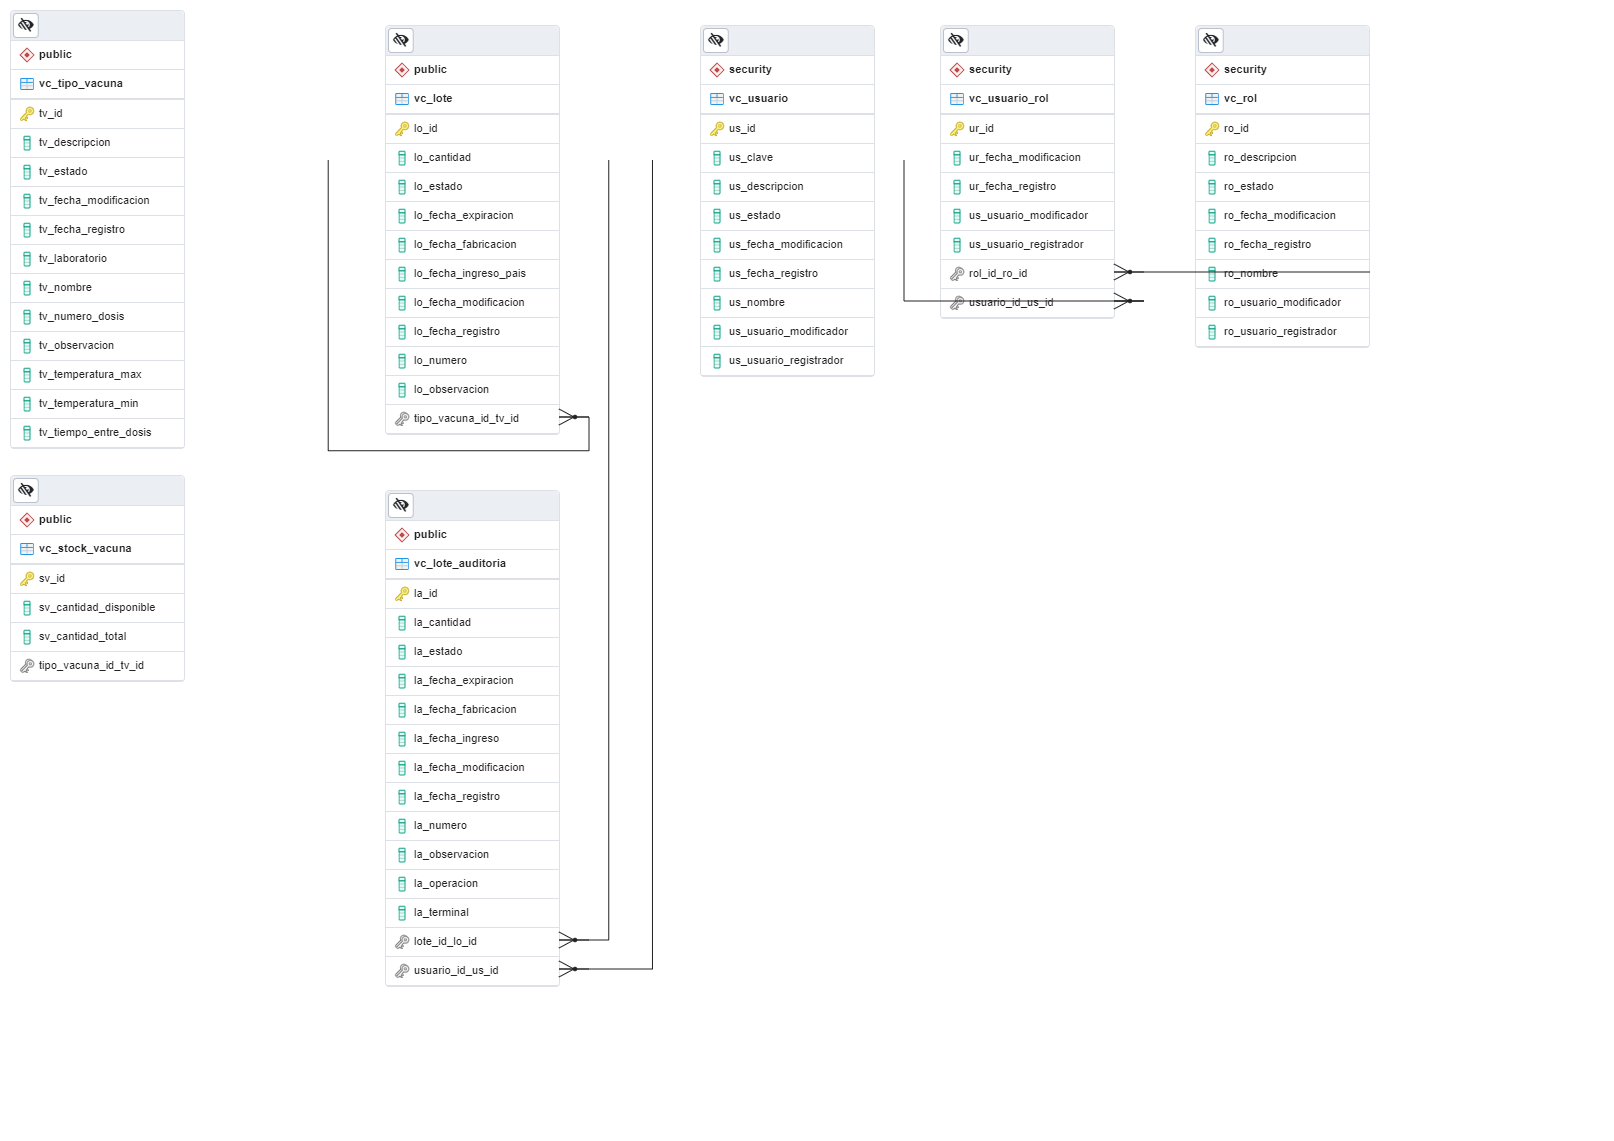 public
vc_tipo_vacuna
tv_id
tv_descripcion
tv_estado
tv_fecha_modificacion
tv_fecha_registro
tv_laboratorio
tv_nombre
tv_numero_dosis
tv_observacion
tv_temperatura_max
tv_temperatura_min
tv_tiempo_entre_dosis
public
vc_stock_vacuna
sv_id
sv_cantidad_disponible
sv_cantidad_total
tipo_vacuna_id_tv_id
public
vc_lote
lo_id
lo_cantidad
lo_estado
lo_fecha_expiracion
lo_fecha_fabricacion
lo_fecha_ingreso_pais
lo_fecha_modificacion
lo_fecha_registro
lo_numero
lo_observacion
tipo_vacuna_id_tv_id
public
vc_lote_auditoria
la_id
la_cantidad
la_estado
la_fecha_expiracion
la_fecha_fabricacion
la_fecha_ingreso
la_fecha_modificacion
la_fecha_registro
la_numero
la_observacion
la_operacion
la_terminal
lote_id_lo_id
usuario_id_us_id
security
vc_usuario
us_id
us_clave
us_descripcion
us_estado
us_fecha_modificacion
us_fecha_registro
us_nombre
us_usuario_modificador
us_usuario_registrador
security
vc_usuario_rol
ur_id
ur_fecha_modificacion
ur_fecha_registro
us_usuario_modificador
us_usuario_registrador
rol_id_ro_id
usuario_id_us_id
security
vc_rol
ro_id
ro_descripcion
ro_estado
ro_fecha_modificacion
ro_fecha_registro
ro_nombre
ro_usuario_modificador
ro_usuario_registrador